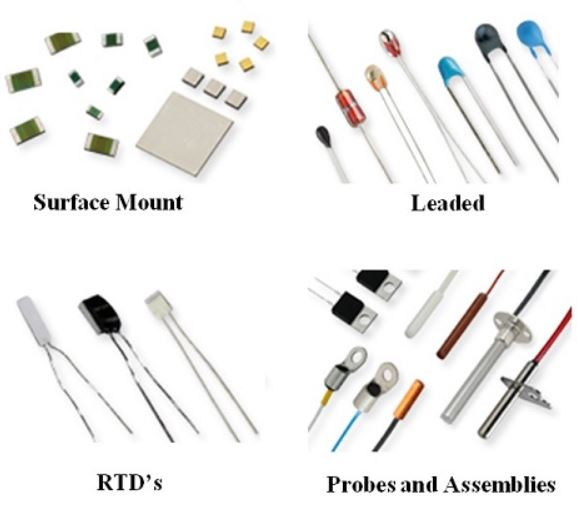 Surface Mount
Leaded
RTD's
Probes and Assemblies